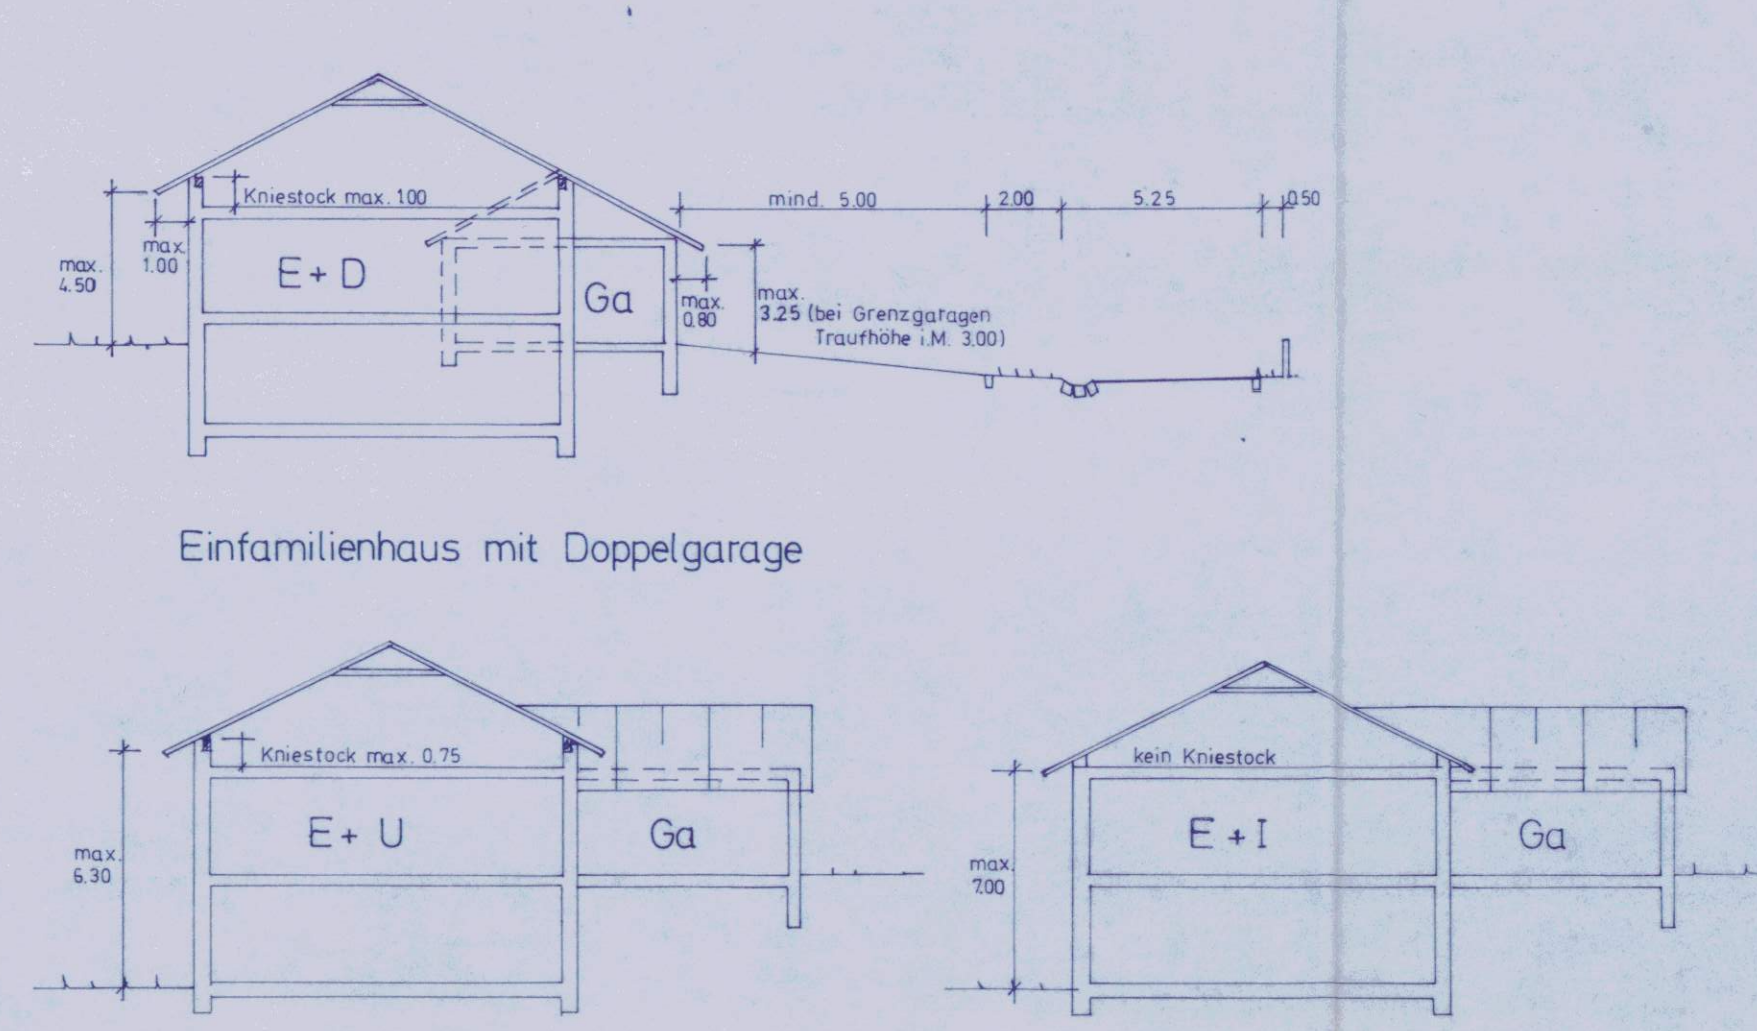 Kniestock max. 1.00
mind. 5.00
2.00
5.25
0.50
max.
1.00
max.
4.50
E + D
Ga
max.
0.80
max.
3.25 (bei Grenzgaragen
Traufhöhe i.M. 3.00)
Einfamilienhaus mit Doppelgarage
Kniestock max. 0.75
E + U
Ga
max.
6.30
kein Kniestock
E + I
Ga
max.
7.00